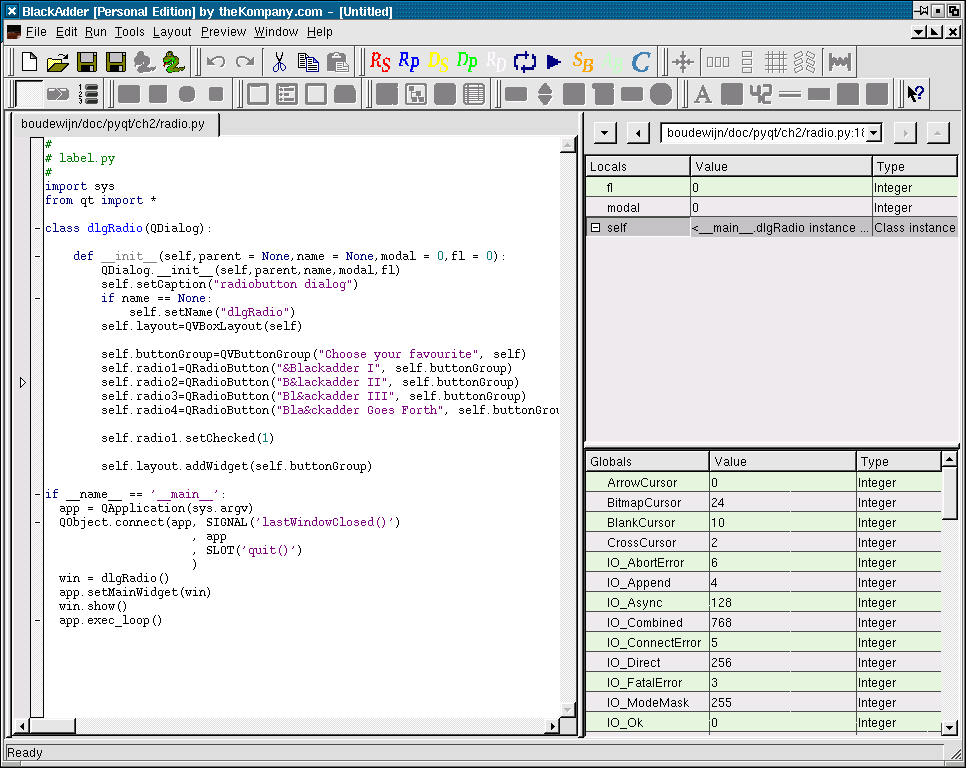 BlackAdder [Personal Edition] by theKompany.com - [Untitled]
File Edit Run Tools Layout Preview Window Help
Rs Rp Ds Dp RD SB C
1 2 3
A 42 ?
boudewijn/doc/pyqt/ch2/radio.py
#
# label.py
#
import sys
from qt import *
class dlgRadio(QDialog):
def __init__(self,parent = None,name = None,modal = 0,fl = 0):
QDialog.__init__(self,parent,name,modal,fl)
self.setCaption("radiobutton dialog")
if name == None:
self.setName("dlgRadio")
self.layout=QVBoxLayout(self)
self.buttonGroup=QVButtonGroup("Choose your favourite", self)
self.radio1=QRadioButton("&Blackadder I", self.buttonGroup)
self.radio2=QRadioButton("B&lackadder II", self.buttonGroup)
self.radio3=QRadioButton("Bl&ackadder III", self.buttonGroup)
self.radio4=QRadioButton("Bla&ckadder Goes Forth", self.buttonGrou
self.radio1.setChecked(1)
self.layout.addWidget(self.buttonGroup)
if __name__ == '__main__':
app = QApplication(sys.argv)
QObject.connect(app, SIGNAL('lastWindowClosed()')
, app
, SLOT('quit()')
)
win = dlgRadio()
app.setMainWidget(win)
win.show()
app.exec_loop()
boudewijn/doc/pyqt/ch2/radio.py:18
Locals Value Type
fl 0 Integer
modal 0 Integer
self <__main__.dlgRadio instance ... Class instance
Globals Value Type
ArrowCursor 0 Integer
BitmapCursor 24 Integer
BlankCursor 10 Integer
CrossCursor 2 Integer
IO_AbortError 6 Integer
IO_Append 4 Integer
IO_Async 128 Integer
IO_Combined 768 Integer
IO_ConnectError 5 Integer
IO_Direct 256 Integer
IO_FatalError 3 Integer
IO_ModeMask 255 Integer
IO_Ok 0 Integer
Ready